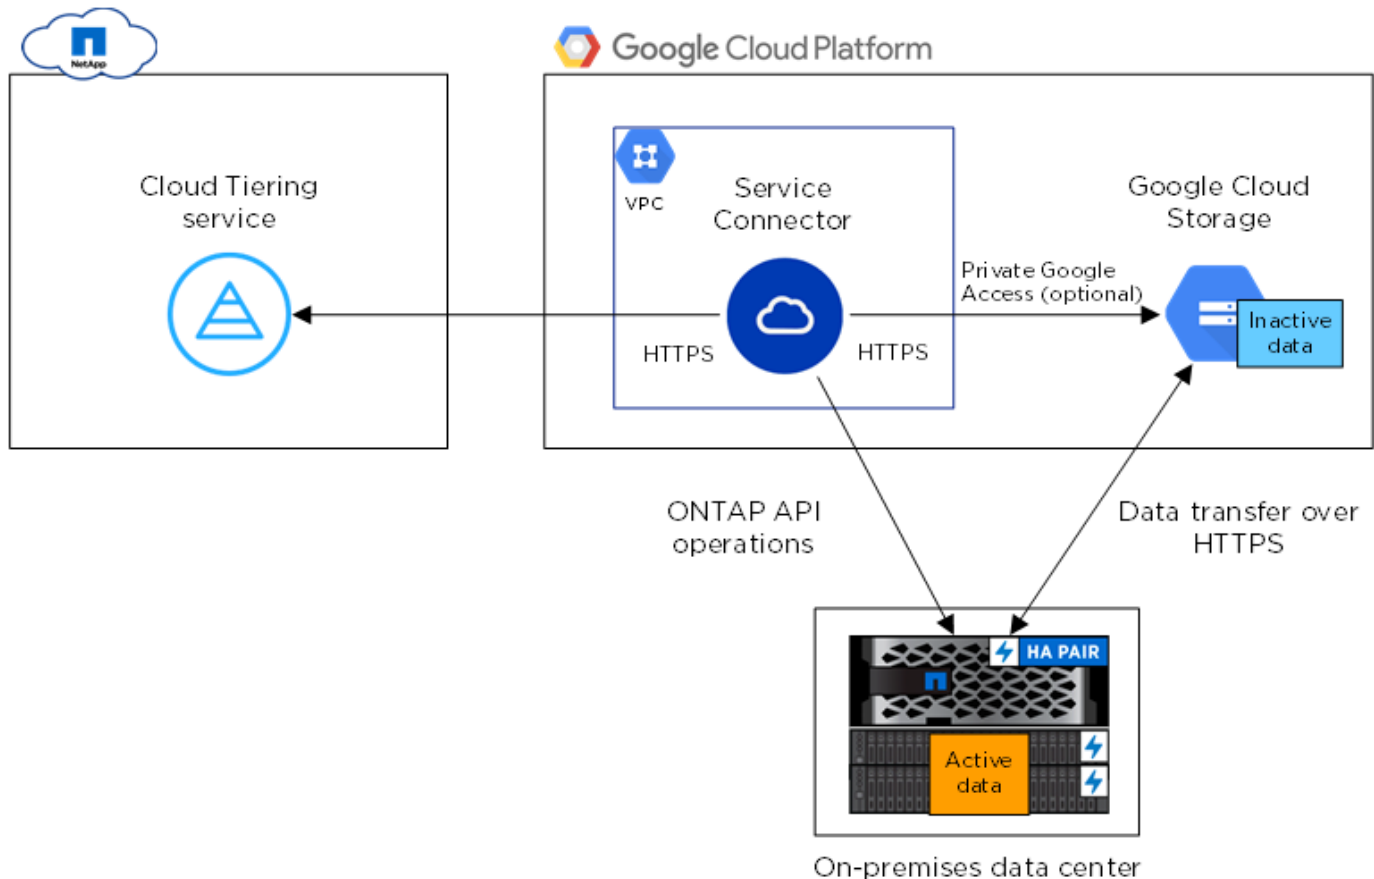 NetApp
Google Cloud Platform
Cloud Tiering
service
VPC
Service
Connector
Google Cloud
Storage
Private Google
Access (optional)
HTTPS
HTTPS
Inactive
data
ONTAP API
operations
Data transfer over
HTTPS
HA PAIR
Active
data
On-premises data center